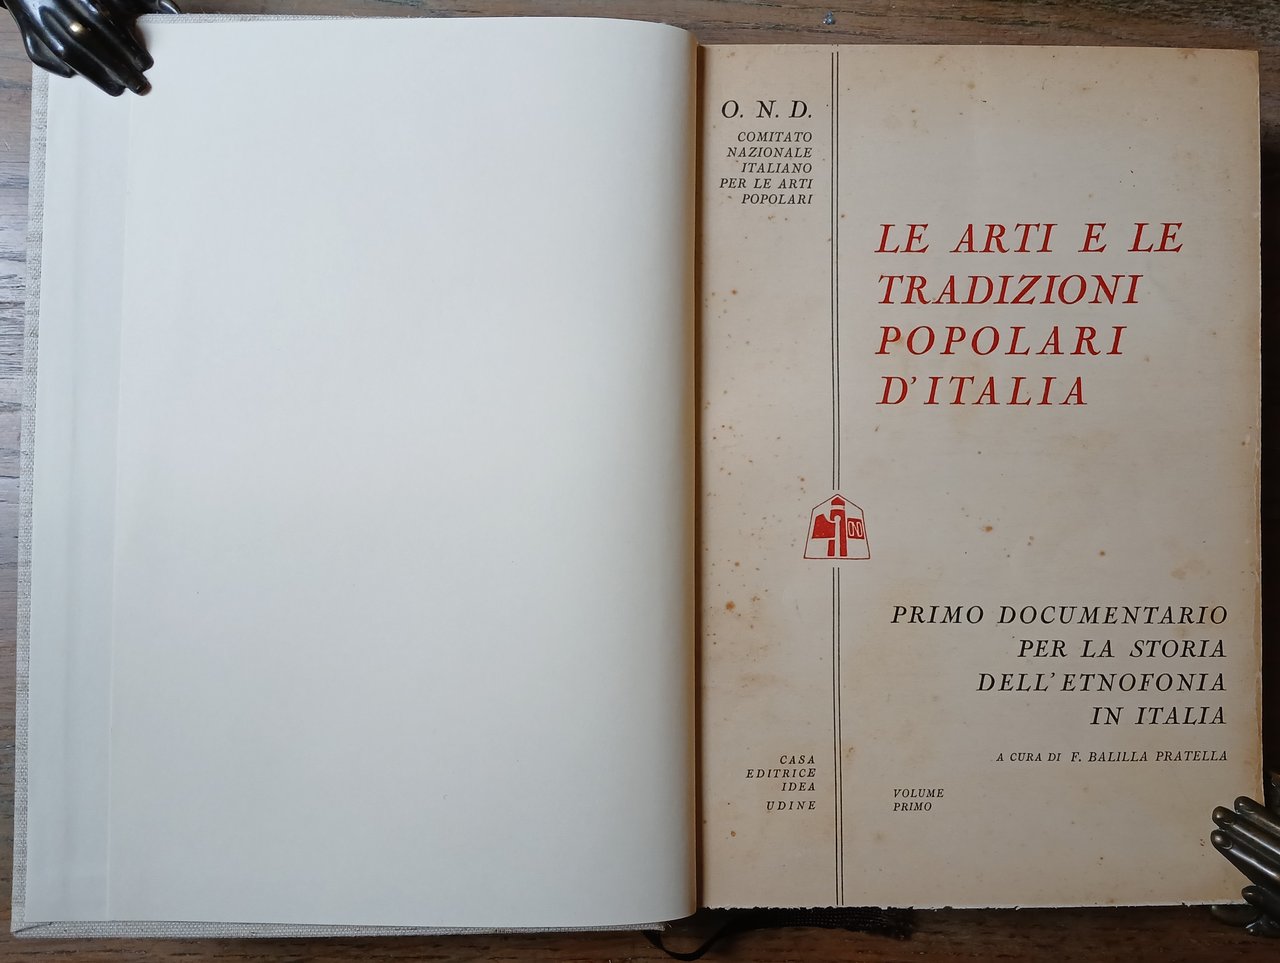 O. N. D.
COMITATO
NAZIONALE
ITALIANO
PER LE ARTI
POPOLARI
LE ARTI E LE
TRADIZIONI
POPOLARI
D'ITALIA
PRIMO DOCUMENTARIO
PER LA STORIA
DELL'ETNOFONIA
IN ITALIA
A CURA DI F. BALILLA PRATELLA
CASA
EDITRICE
IDEA
UDINE
VOLUME
PRIMO